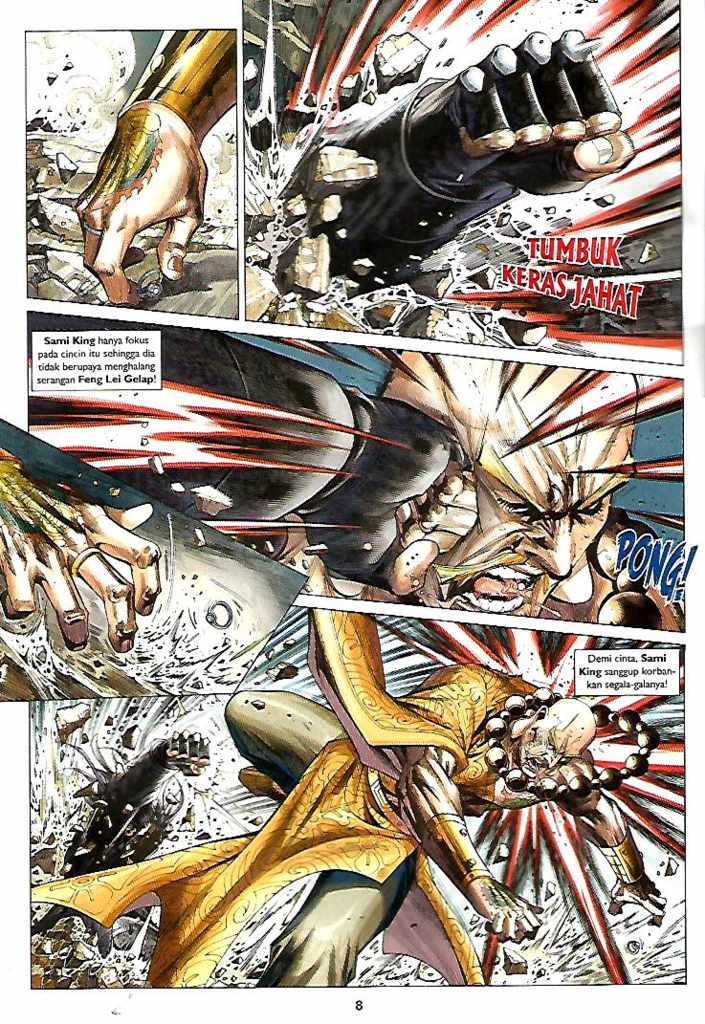 TUMBUK
KERAS JAHAT
Sami King hanya fokus
pada cincin itu sehingga dia
tidak berupaya menghalang
serangan Feng Lei Gelap!
PONG!
Demi cinta, Sami
King sanggup korban-
kan segala-galanya!
8